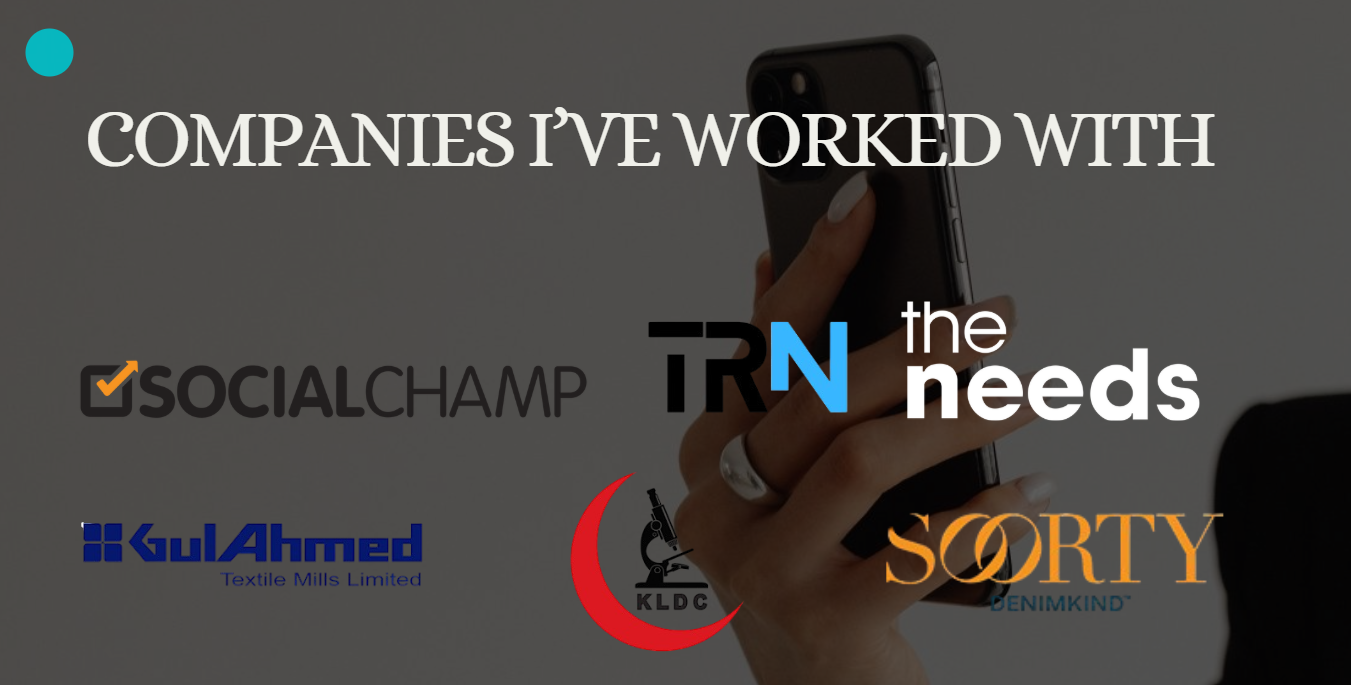 COMPANIES I’VE WORKED WITH
SOCIALCHAMP
TRN
the
needs
GulAhmed
Textile Mills Limited
KLDC
SOORTY
DENIMKIND™